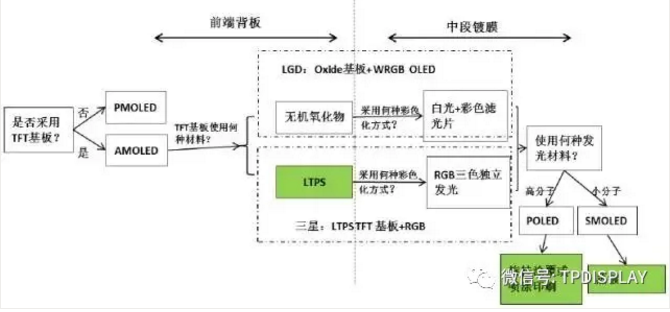 前端背板
中段镀膜
LGD：Oxide基板+WRGB OLED
是否采用
TFT基板？
否
是
PMOLED
AMOLED
TFT基板使用何
种材料？
无机氧化物
采用何种彩色
化方式？
白光+彩色滤
光片
LTPS
采用何种彩色
化方式？
RGB三色独立
发光
三星：LTPSTFT 基板+RGB
使用何种发
光材料？
高分子
小分子
POLED
SMOLED
喷涂印刷
微信号: TPDISPLAY